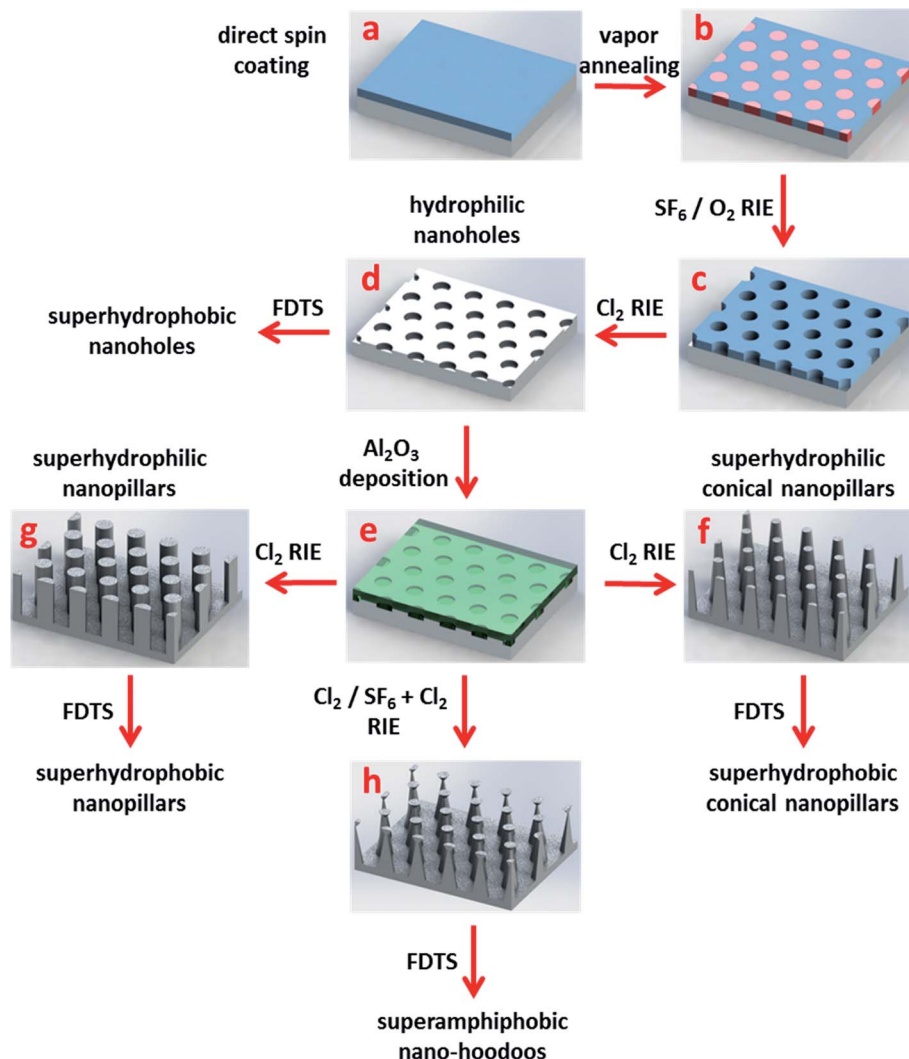 direct spin
coating
a
vapor
annealing
b
SF₆ / O₂ RIE
hydrophilic
nanoholes
superhydrophobic
nanoholes
FDTS
d
Cl₂ RIE
c
Al₂O₃
deposition
superhydrophilic
nanopillars
superhydrophilic
conical nanopillars
g
Cl₂ RIE
e
Cl₂ RIE
f
FDTS
Cl₂ / SF₆ + Cl₂
RIE
FDTS
superhydrophobic
nanopillars
superhydrophobic
conical nanopillars
h
FDTS
superamphiphobic
nano-hoodoos